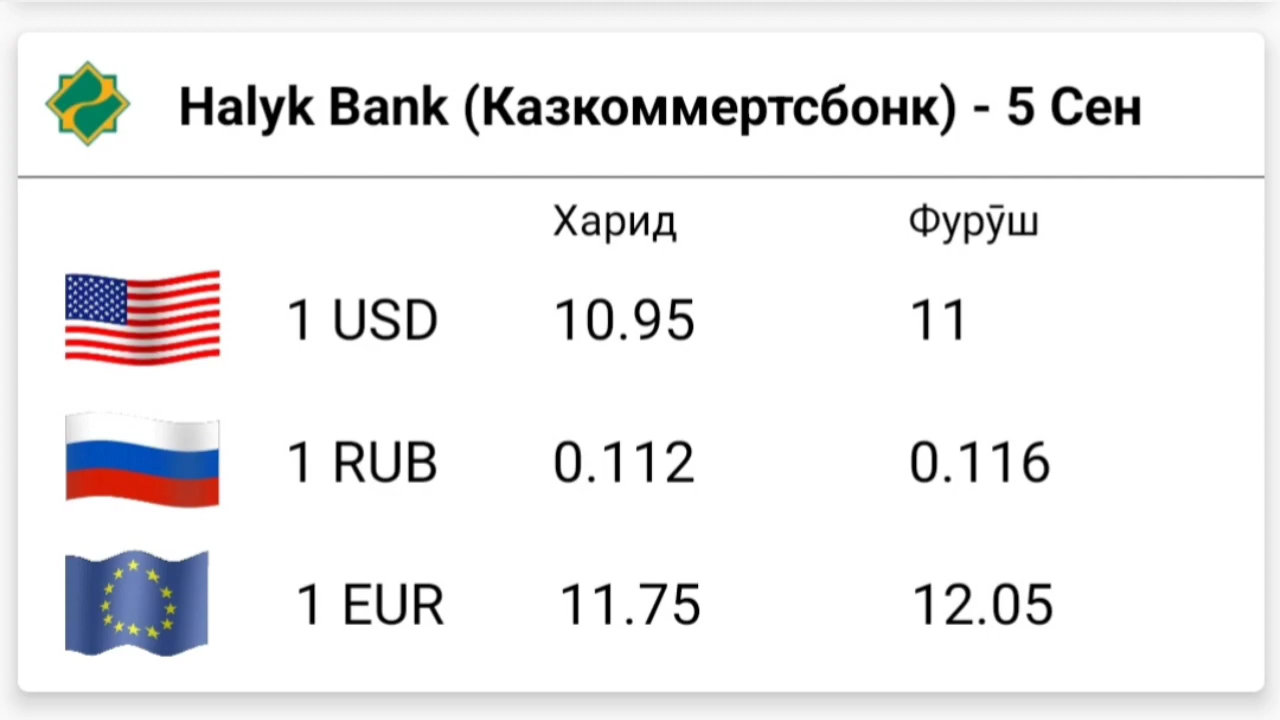 Halyk Bank (Казкоммертсбонк) - 5 Сен
Харид Фурӯш
1 USD 10.95 11
1 RUB 0.112 0.116
1 EUR 11.75 12.05